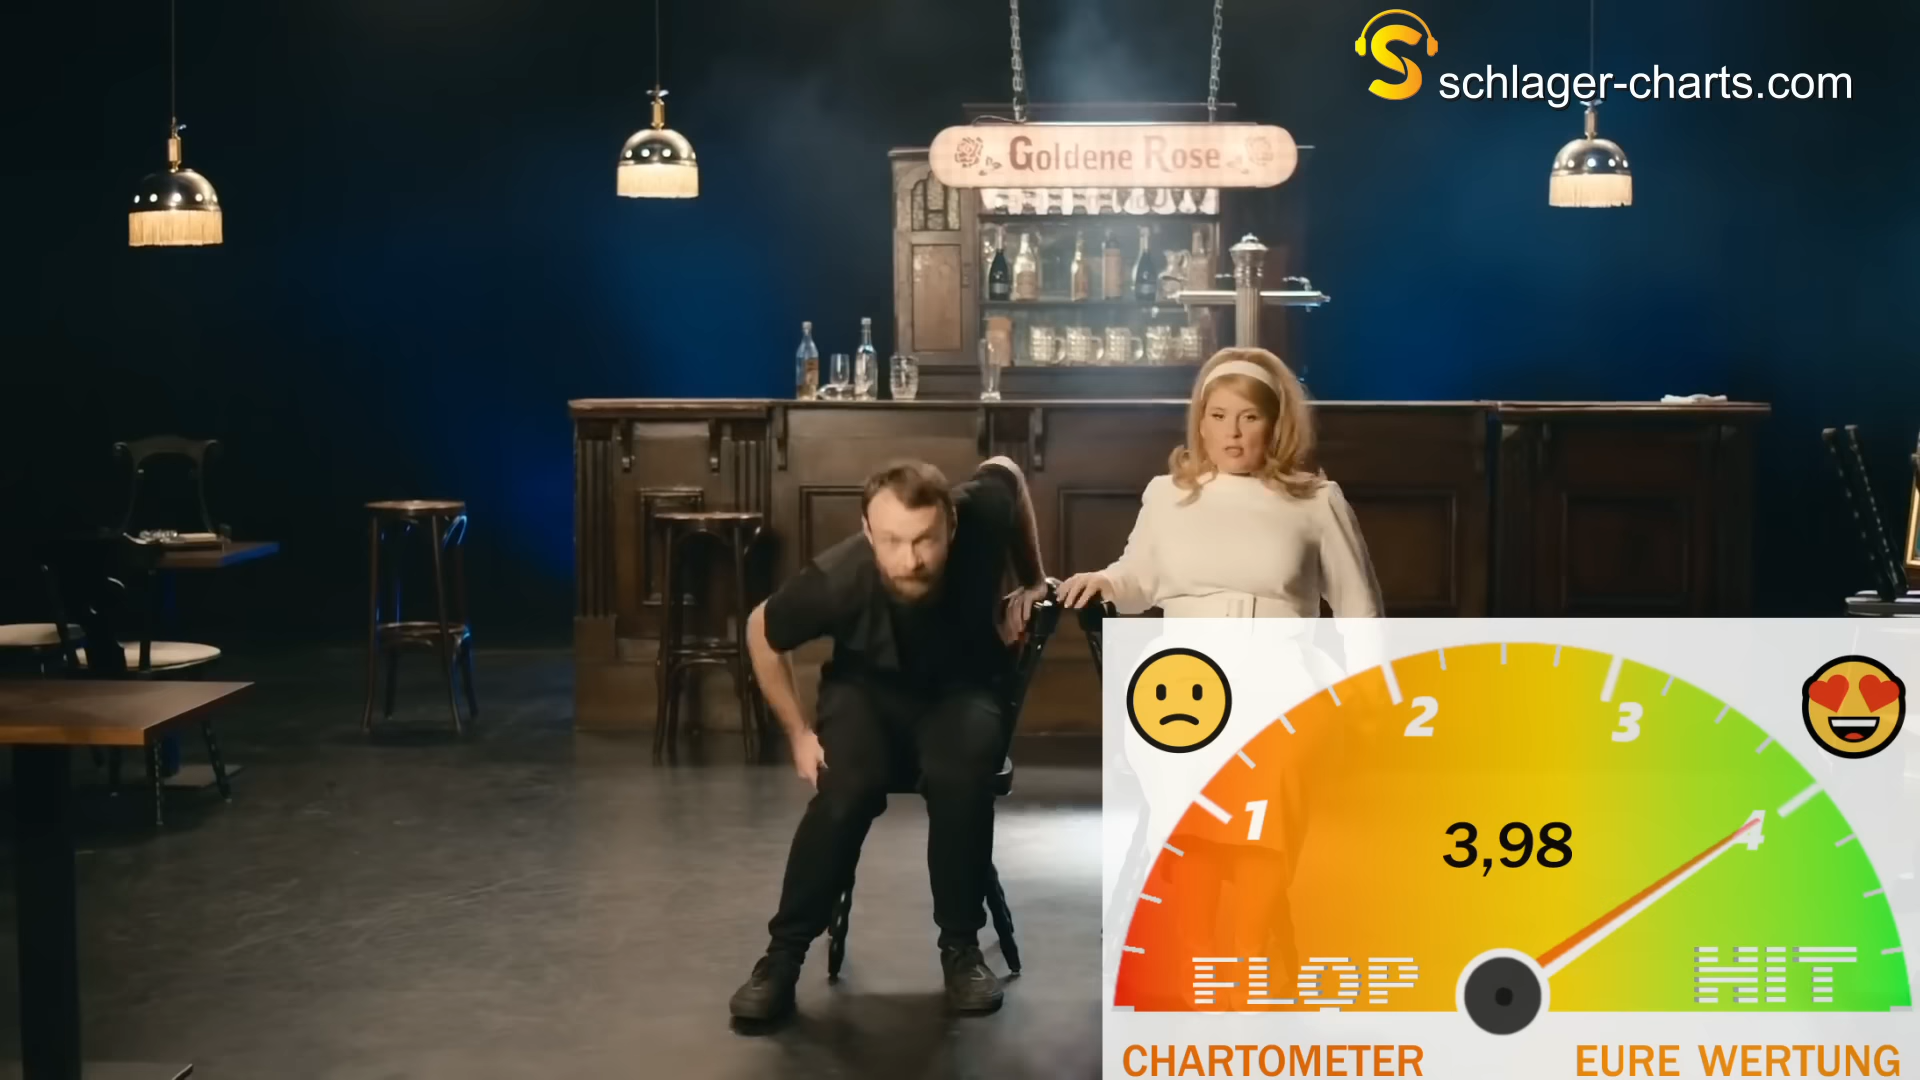 schlager-charts.com
Goldene Rose
2
3
1
4
3,98
FLOP
HIT
CHARTOMETER
EURE WERTUNG